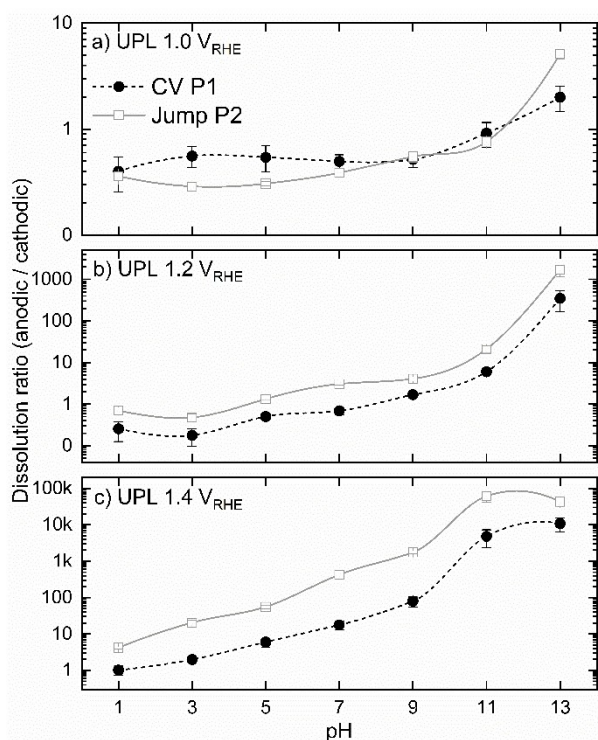 a) UPL 1.0 VRHE
CV P1
Jump P2
10
1
0
b) UPL 1.2 VRHE
1000
100
10
1
0
c) UPL 1.4 VRHE
100k
10k
1k
100
10
1
1 3 5 7 9 11 13
pH
Dissolution ratio (anodic / cathodic)